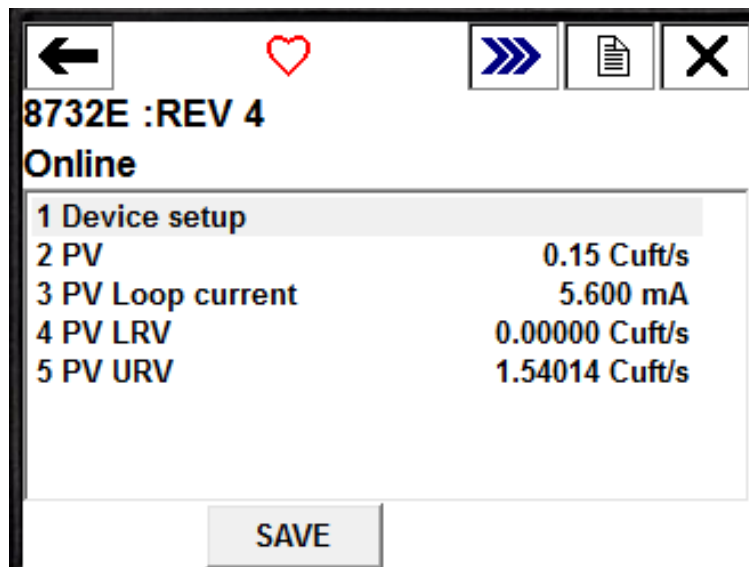 8732E :REV 4
Online
1 Device setup
2 PV 0.15 Cuft/s
3 PV Loop current 5.600 mA
4 PV LRV 0.00000 Cuft/s
5 PV URV 1.54014 Cuft/s
SAVE